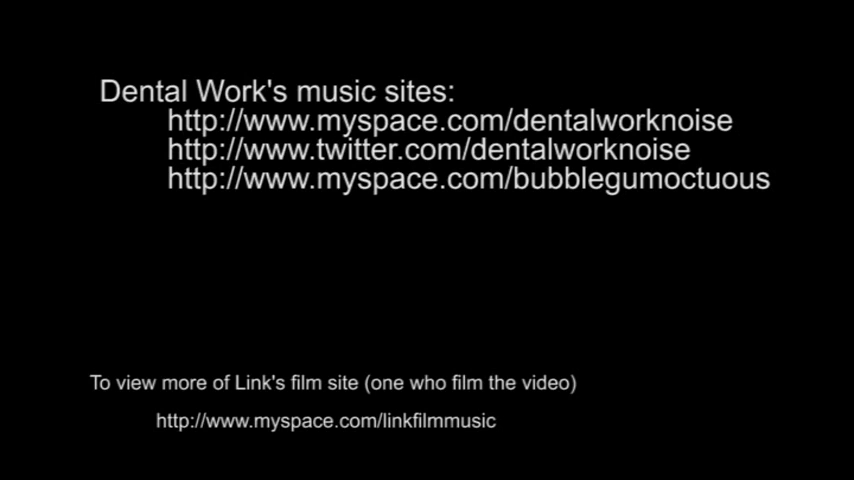 Dental Work's music sites:
http://www.myspace.com/dentalworknoise
http://www.twitter.com/dentalworknoise
http://www.myspace.com/bubblegumoctuous
To view more of Link's film site (one who film the video)
http://www.myspace.com/linkfilmmusic